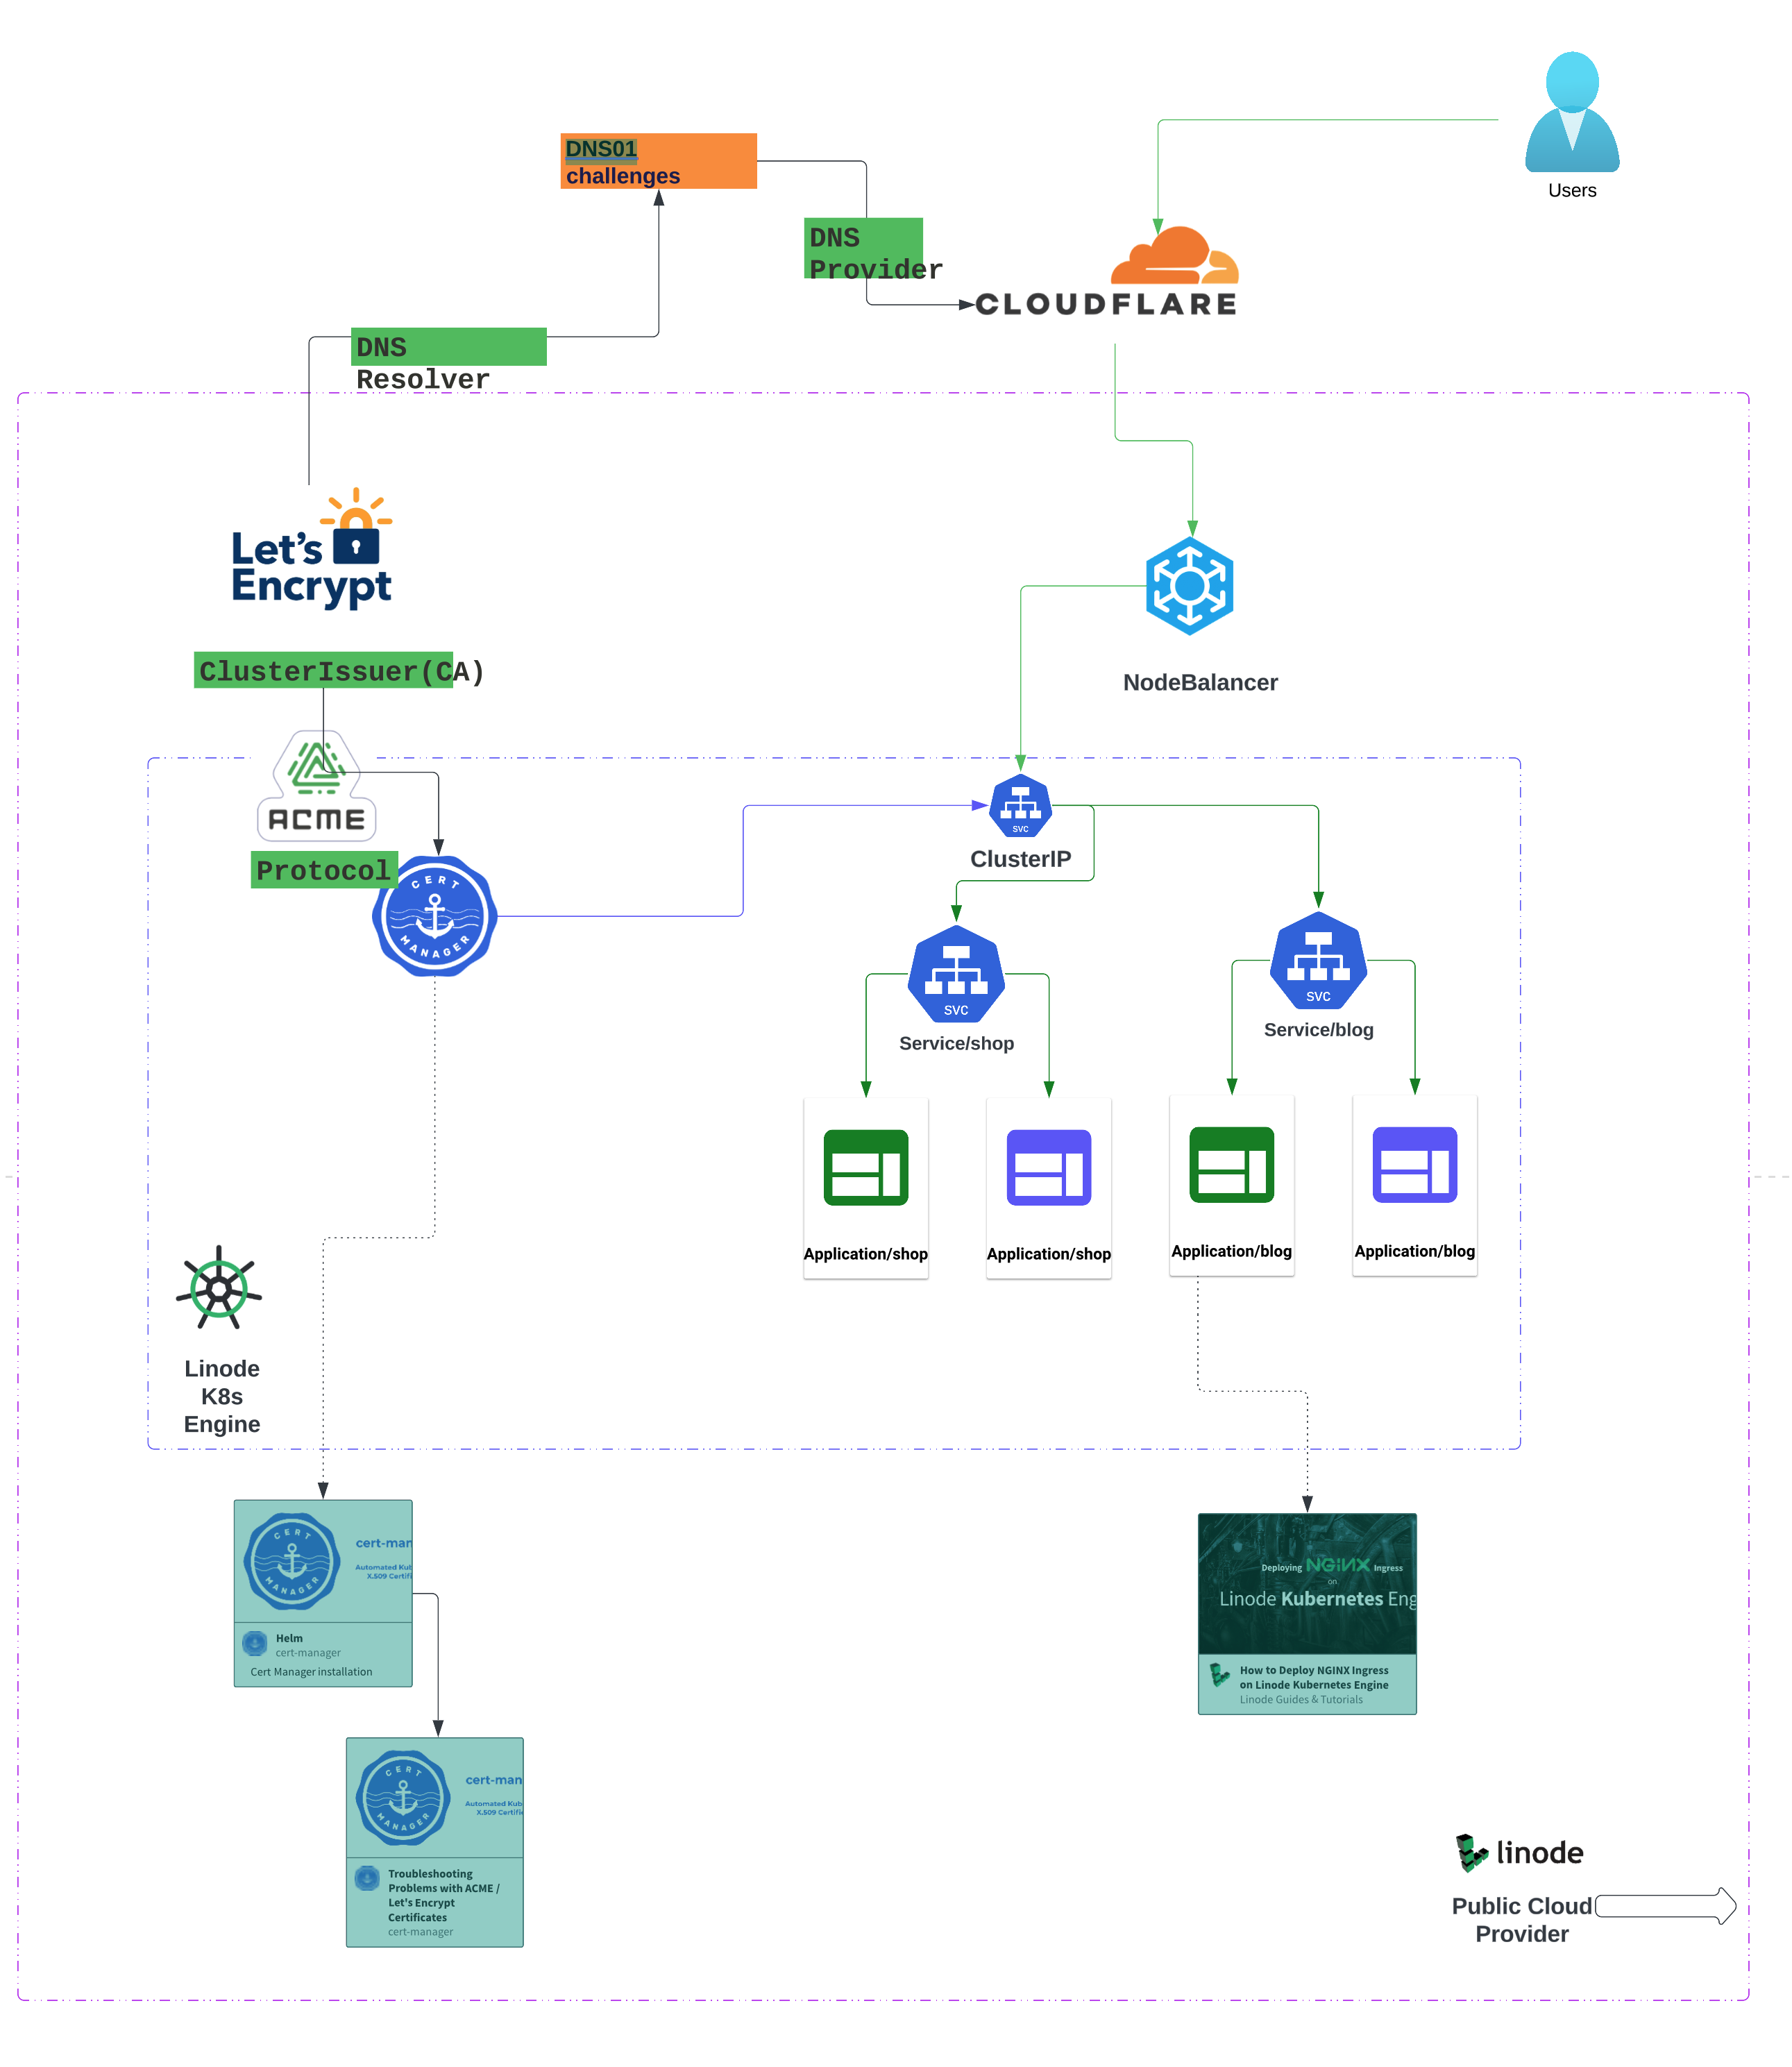 Users
DNS01
challenges
DNS
Provider
CLOUDFLARE
DNS
Resolver
Let's
Encrypt
ClusterIssuer(CA)
NodeBalancer
ACME
Protocol
CERT
MANAGER
SVC
ClusterIP
SVC
Service/shop
SVC
Service/blog
Application/shop
Application/shop
Application/blog
Application/blog
Linode
K8s
Engine
CERT
MANAGER
cert-man
Automated Kub
X.509 Certifi
Helm
cert-manager
Cert Manager installation
Deploying NGINX Ingress
on
Linode Kubernetes Eng
How to Deploy NGINX Ingress
on Linode Kubernetes Engine
Linode Guides & Tutorials
CERT
MANAGER
cert-man
Automated Kub
X.509 Certifi
Troubleshooting
Problems with ACME /
Let's Encrypt
Certificates
cert-manager
linode
Public Cloud
Provider